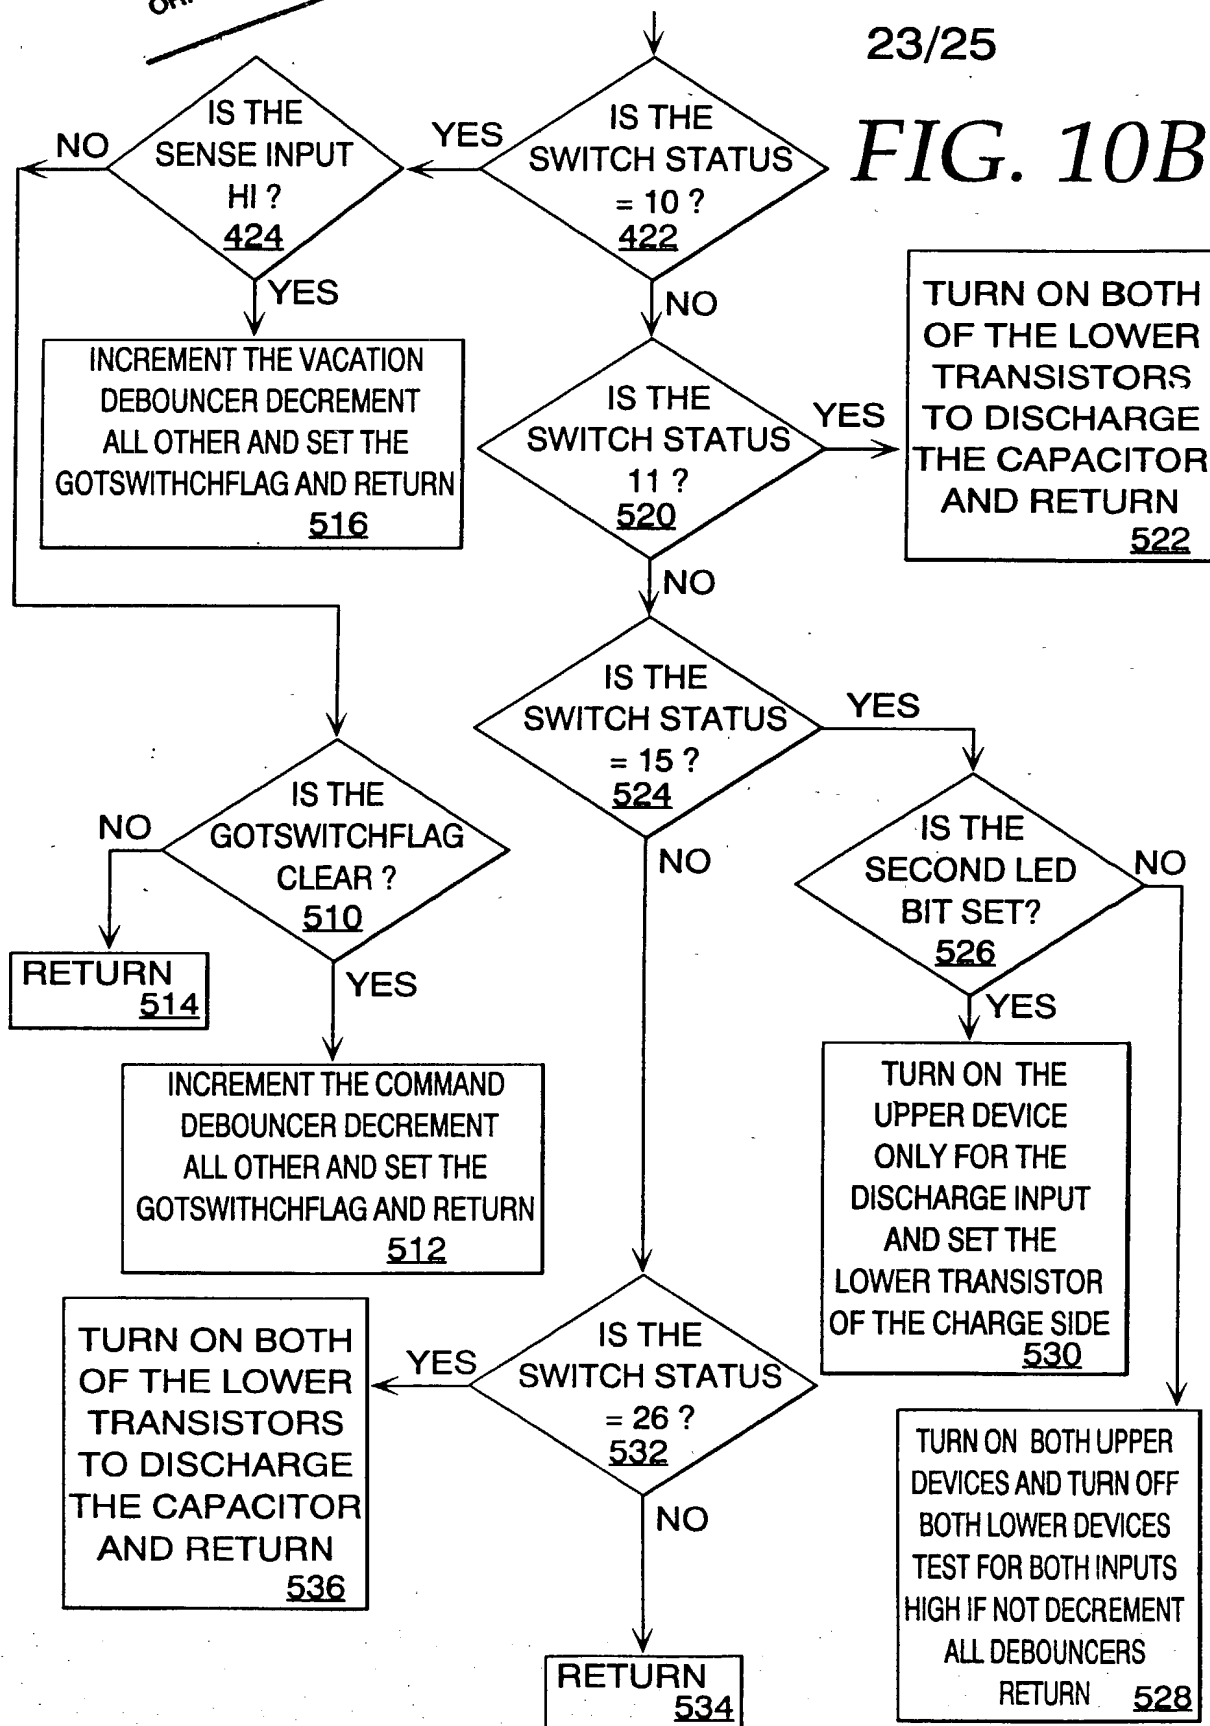 23/25
FIG. 10B
IS THE
SENSE INPUT
HI ?
424
NO
YES
YES
IS THE
SWITCH STATUS
= 10 ?
422
NO
INCREMENT THE VACATION
DEBOUNCER DECREMENT
ALL OTHER AND SET THE
GOTSWITHCHFLAG AND RETURN
516
IS THE
SWITCH STATUS
11 ?
520
YES
NO
TURN ON BOTH
OF THE LOWER
TRANSISTORS
TO DISCHARGE
THE CAPACITOR
AND RETURN
522
IS THE
SWITCH STATUS
= 15 ?
524
YES
NO
IS THE
GOTSWITCHFLAG
CLEAR ?
510
NO
YES
RETURN
514
IS THE
SECOND LED
BIT SET?
526
NO
YES
INCREMENT THE COMMAND
DEBOUNCER DECREMENT
ALL OTHER AND SET THE
GOTSWITHCHFLAG AND RETURN
512
TURN ON THE
UPPER DEVICE
ONLY FOR THE
DISCHARGE INPUT
AND SET THE
LOWER TRANSISTOR
OF THE CHARGE SIDE
530
IS THE
SWITCH STATUS
= 26 ?
532
YES
NO
TURN ON BOTH
OF THE LOWER
TRANSISTORS
TO DISCHARGE
THE CAPACITOR
AND RETURN
536
TURN ON BOTH UPPER
DEVICES AND TURN OFF
BOTH LOWER DEVICES
TEST FOR BOTH INPUTS
HIGH IF NOT DECREMENT
ALL DEBOUNCERS
RETURN 528
RETURN
534